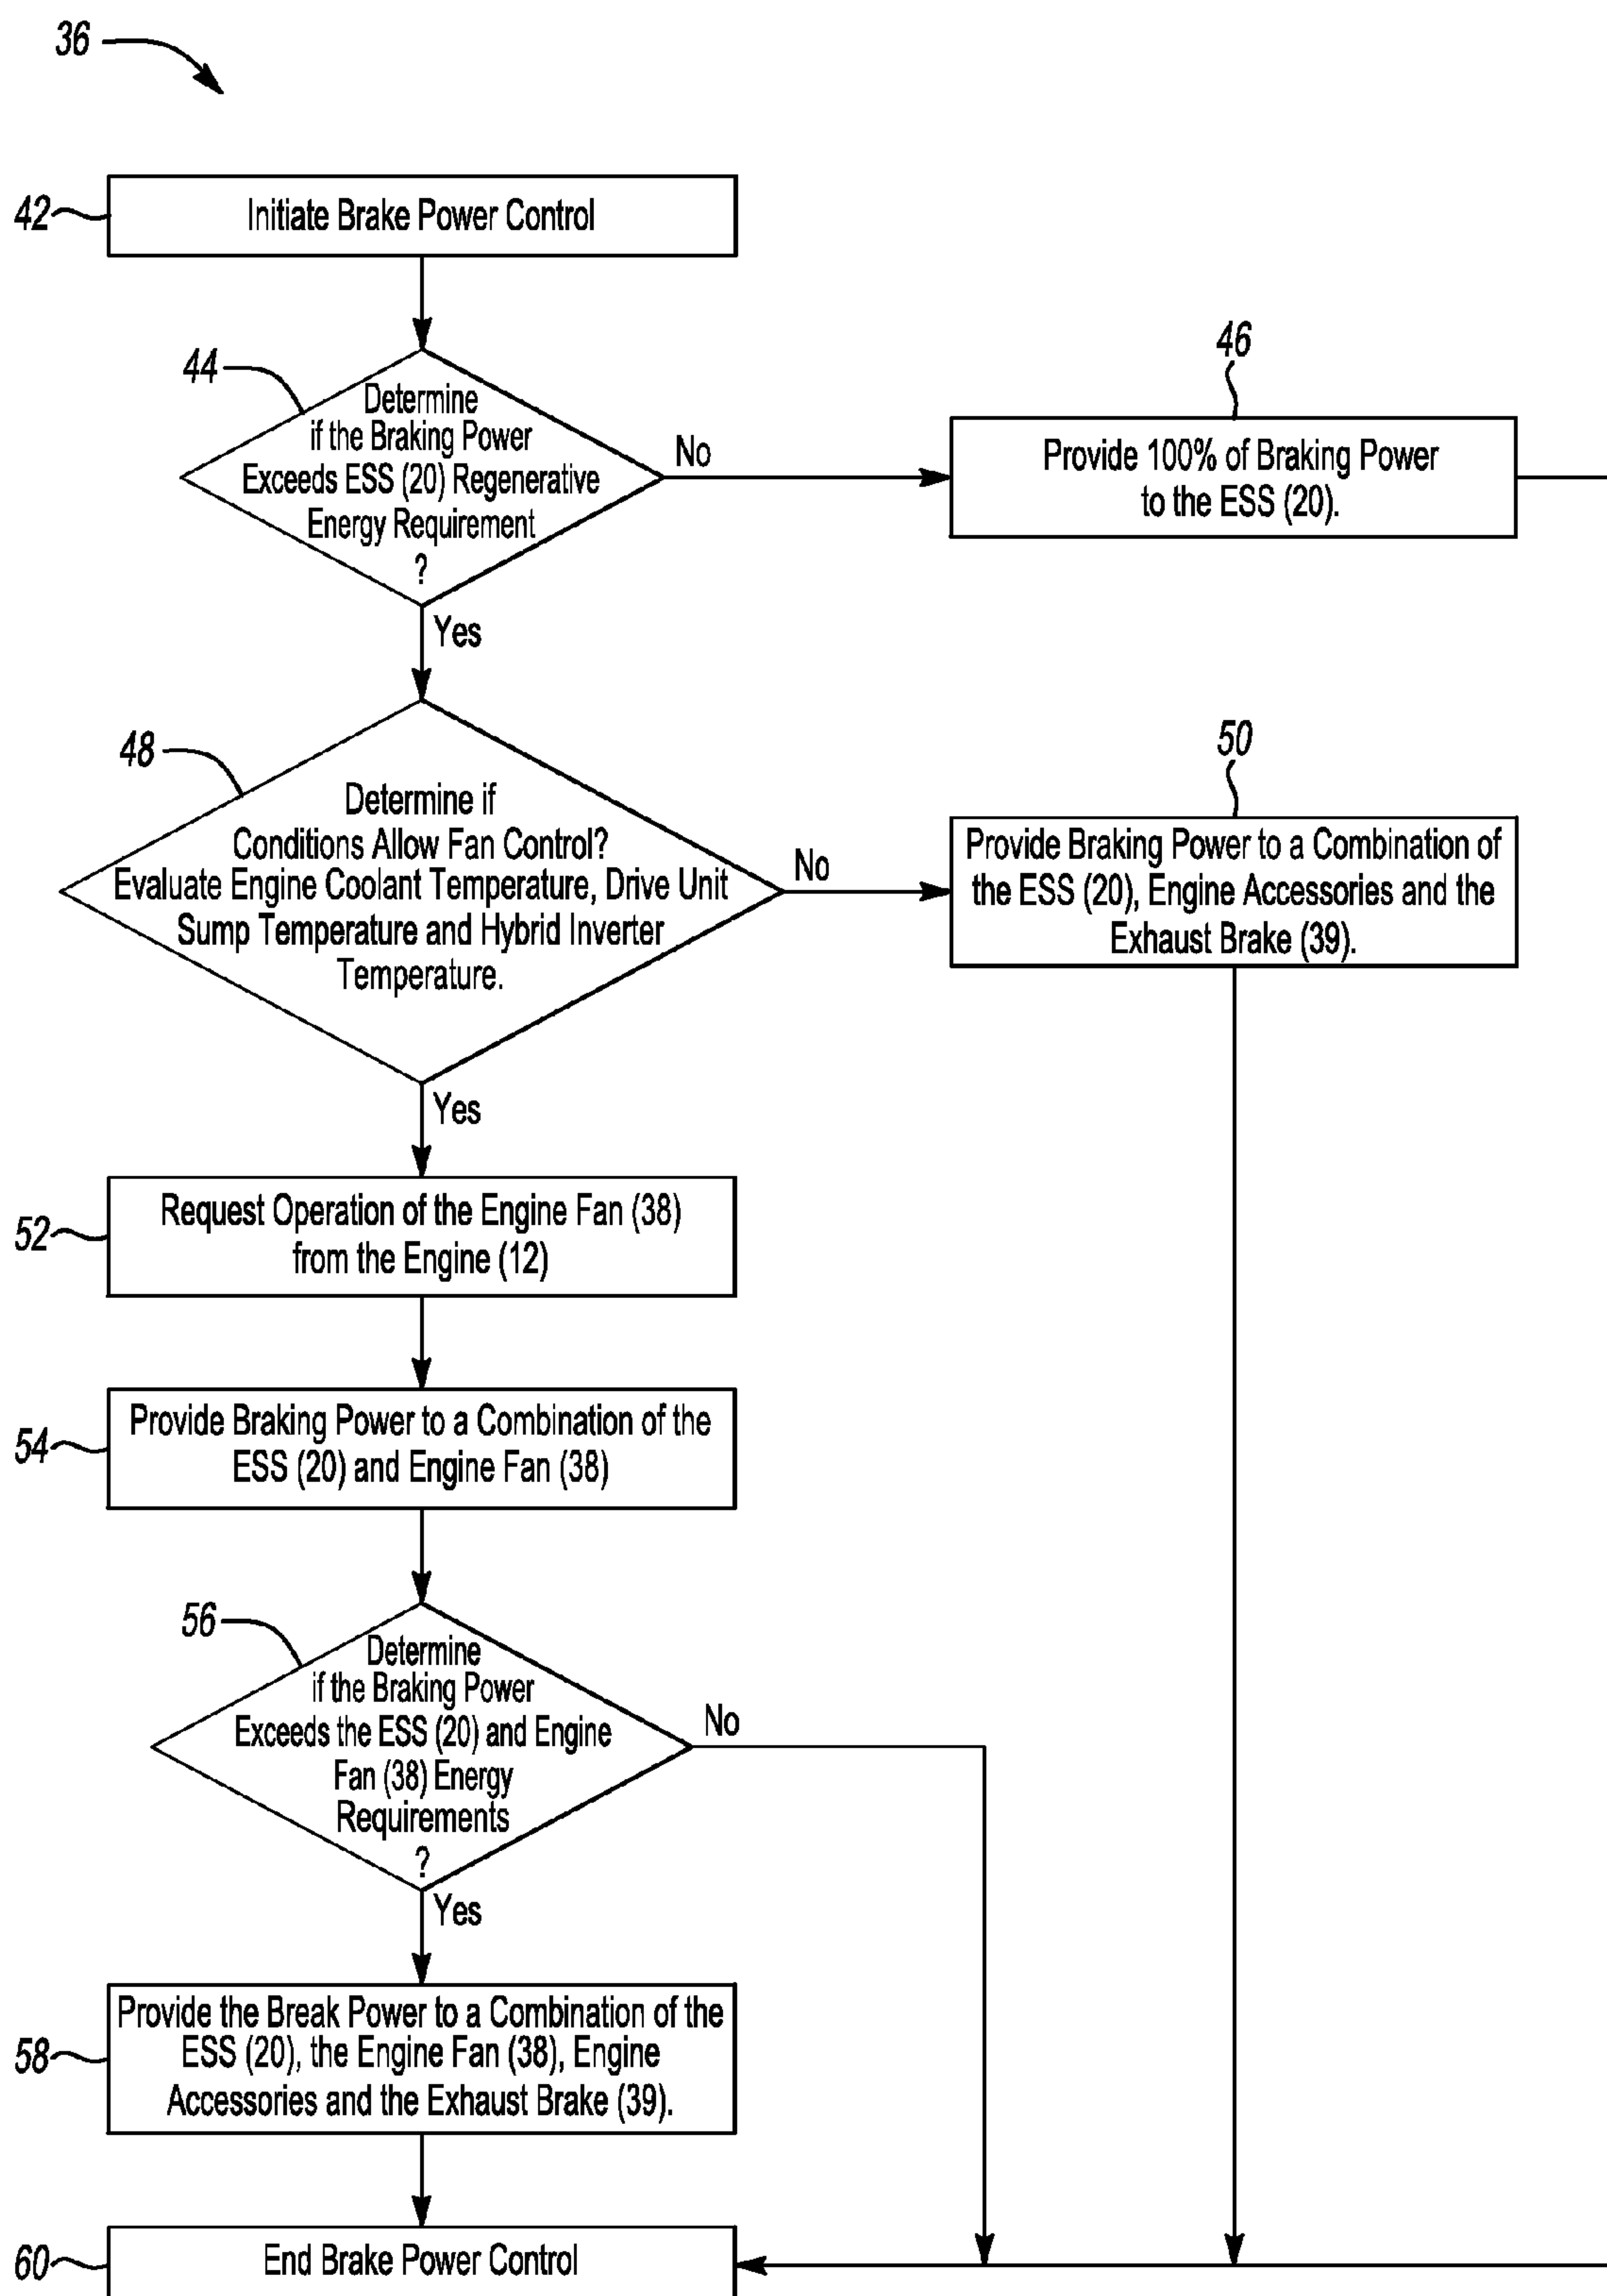 36
42
Initiate Brake Power Control
44
Determine
if the Braking Power
Exceeds ESS (20) Regenerative
Energy Requirement
?
No
46
Provide 100% of Braking Power
to the ESS (20).
Yes
48
Determine if
Conditions Allow Fan Control?
Evaluate Engine Coolant Temperature, Drive Unit
Sump Temperature and Hybrid Inverter
Temperature.
No
50
Provide Braking Power to a Combination of
the ESS (20), Engine Accessories and the
Exhaust Brake (39).
Yes
52
Request Operation of the Engine Fan (38)
from the Engine (12)
54
Provide Braking Power to a Combination of the
ESS (20) and Engine Fan (38)
56
Determine
if the Braking Power
Exceeds the ESS (20) and Engine
Fan (38) Energy
Requirements
?
No
Yes
58
Provide the Break Power to a Combination of the
ESS (20), the Engine Fan (38), Engine
Accessories and the Exhaust Brake (39).
60
End Brake Power Control